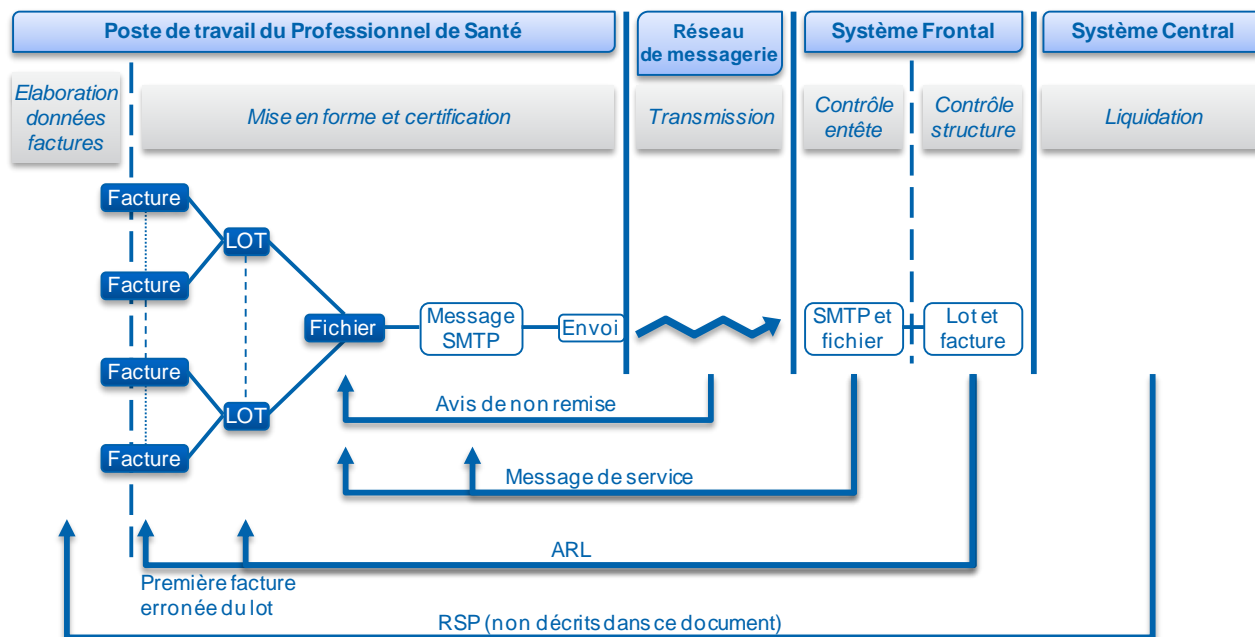 Poste de travail du Professionnel de Santé
Réseau
de messagerie
Système Frontal
Système Central
Elaboration
données
factures
Mise en forme et certification
Transmission
Contrôle
entête
Contrôle
structure
Liquidation
Facture
LOT
Facture
Fichier
Message
SMTP
Envoi
SMTP et
fichier
Lot et
facture
Facture
LOT
Facture
Avis de non remise
Message de service
ARL
Première facture
erronée du lot
RSP (non décrits dans ce document)